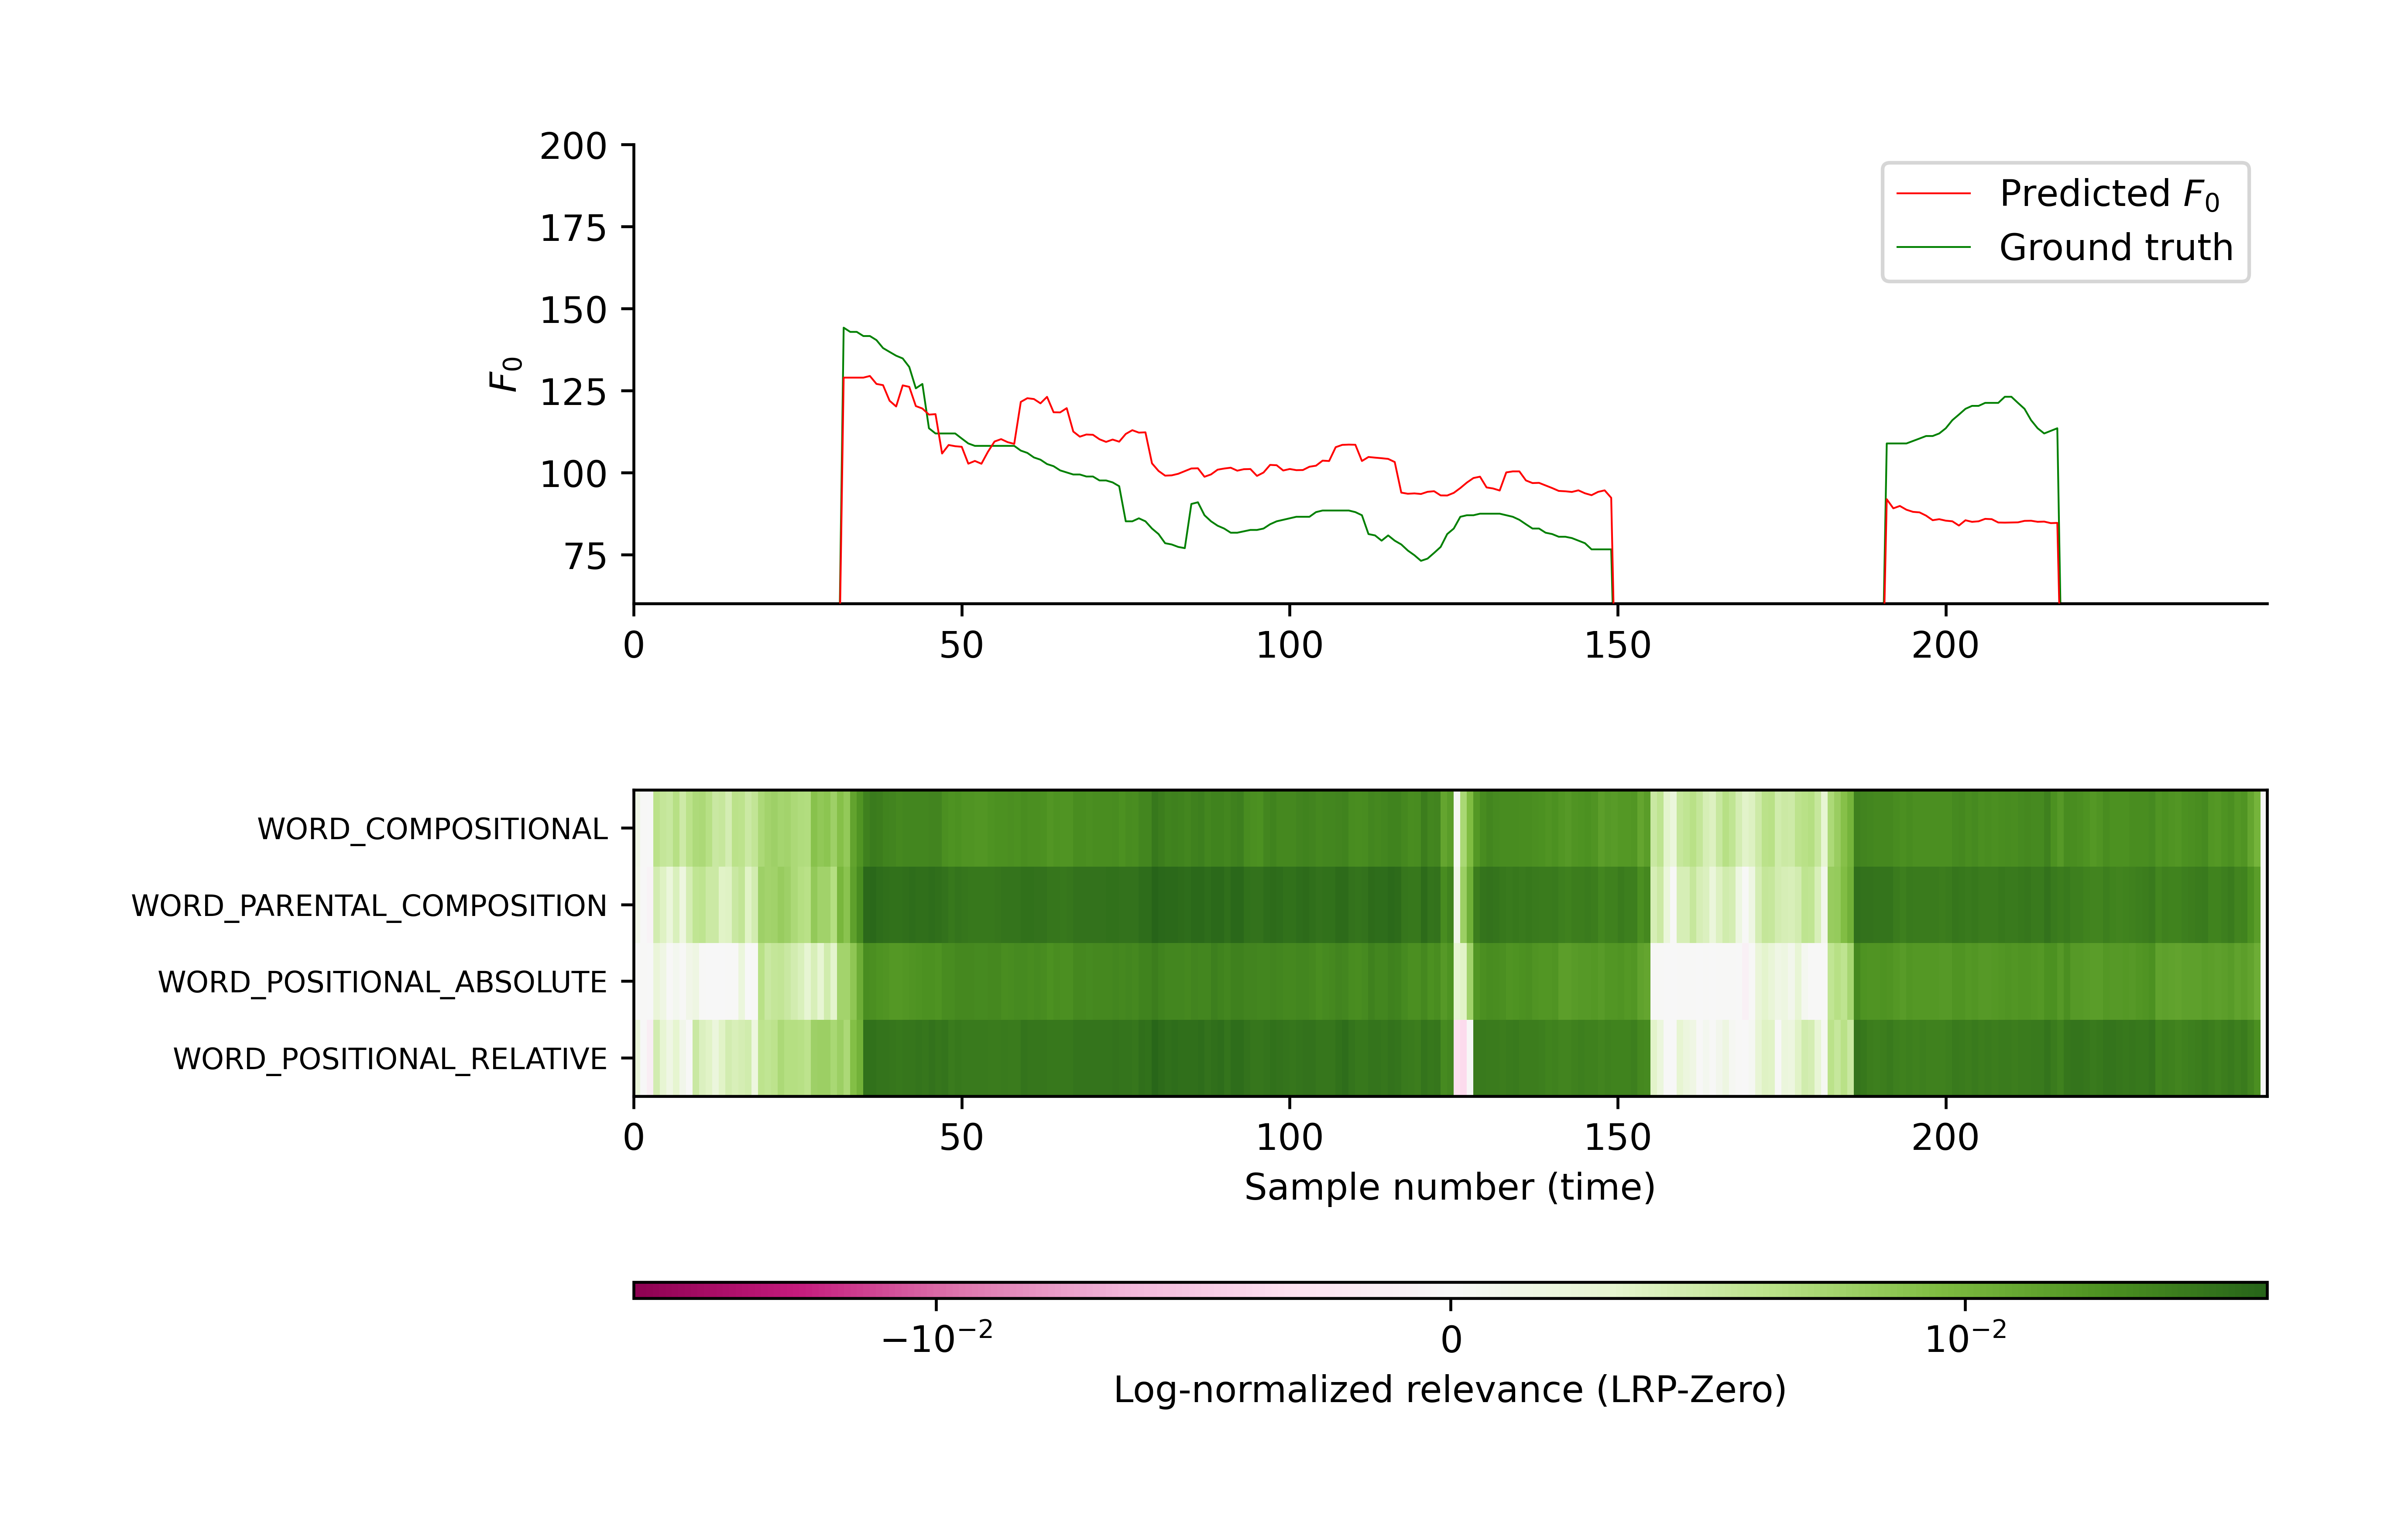 200
175
150
125
100
75
F₀
Predicted F₀
Ground truth
0 50 100 150 200
WORD_COMPOSITIONAL
WORD_PARENTAL_COMPOSITION
WORD_POSITIONAL_ABSOLUTE
WORD_POSITIONAL_RELATIVE
0 50 100 150 200
Sample number (time)
−10⁻² 0 10⁻²
Log-normalized relevance (LRP-Zero)